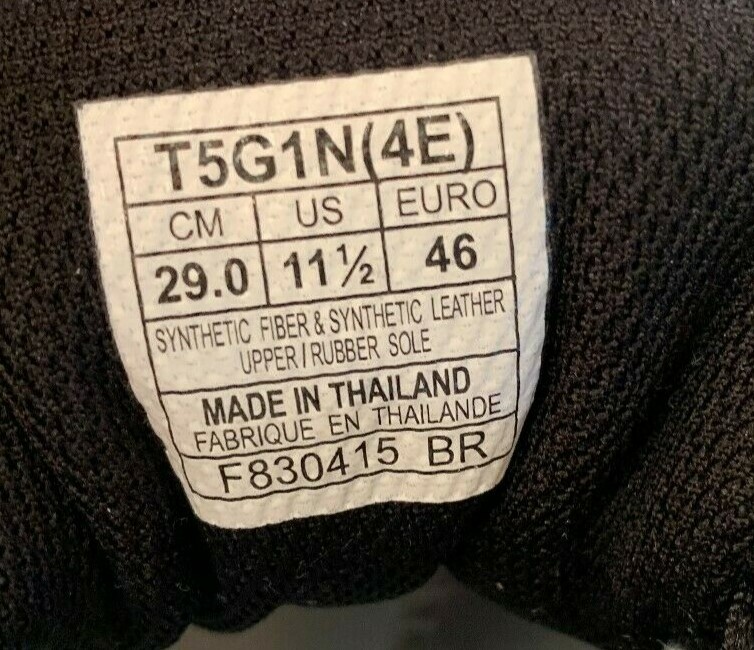 T5G1N(4E)
CM US EURO
29.0 11½ 46
SYNTHETIC FIBER & SYNTHETIC LEATHER
UPPER / RUBBER SOLE
MADE IN THAILAND
FABRIQUE EN THAILANDE
F830415 BR